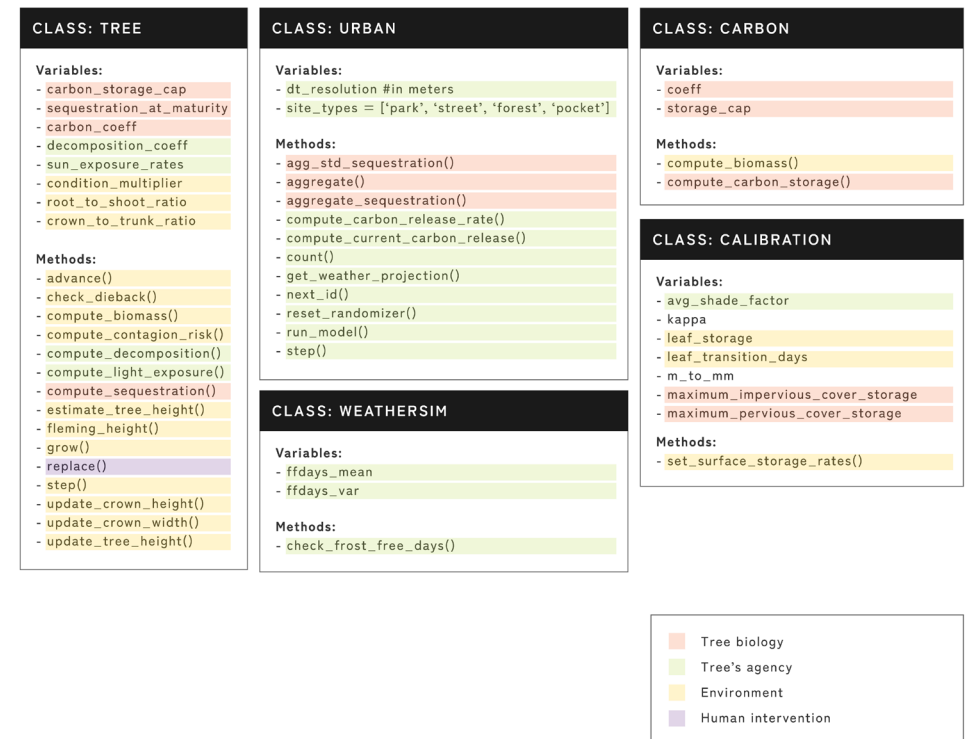 CLASS: TREE
Variables:
- carbon_storage_cap
- sequestration_at_maturity
- carbon_coeff
- decomposition_coeff
- sun_exposure_rates
- condition_multiplier
- root_to_shoot_ratio
- crown_to_trunk_ratio
Methods:
- advance()
- check_dieback()
- compute_biomass()
- compute_contagion_risk()
- compute_decomposition()
- compute_light_exposure()
- compute_sequestration()
- estimate_tree_height()
- fleming_height()
- grow()
- replace()
- step()
- update_crown_height()
- update_crown_width()
- update_tree_height()
CLASS: URBAN
Variables:
- dt_resolution #in meters
- site_types = [‘park’, ‘street’, ‘forest’, ‘pocket’]
Methods:
- agg_std_sequestration()
- aggregate()
- aggregate_sequestration()
- compute_carbon_release_rate()
- compute_current_carbon_release()
- count()
- get_weather_projection()
- next_id()
- reset_randomizer()
- run_model()
- step()
CLASS: WEATHERSIM
Variables:
- ffdays_mean
- ffdays_var
Methods:
- check_frost_free_days()
CLASS: CARBON
Variables:
- coeff
- storage_cap
Methods:
- compute_biomass()
- compute_carbon_storage()
CLASS: CALIBRATION
Variables:
- avg_shade_factor
- kappa
- leaf_storage
- leaf_transition_days
- m_to_mm
- maximum_impervious_cover_storage
- maximum_pervious_cover_storage
Methods:
- set_surface_storage_rates()
Tree biology
Tree’s agency
Environment
Human intervention